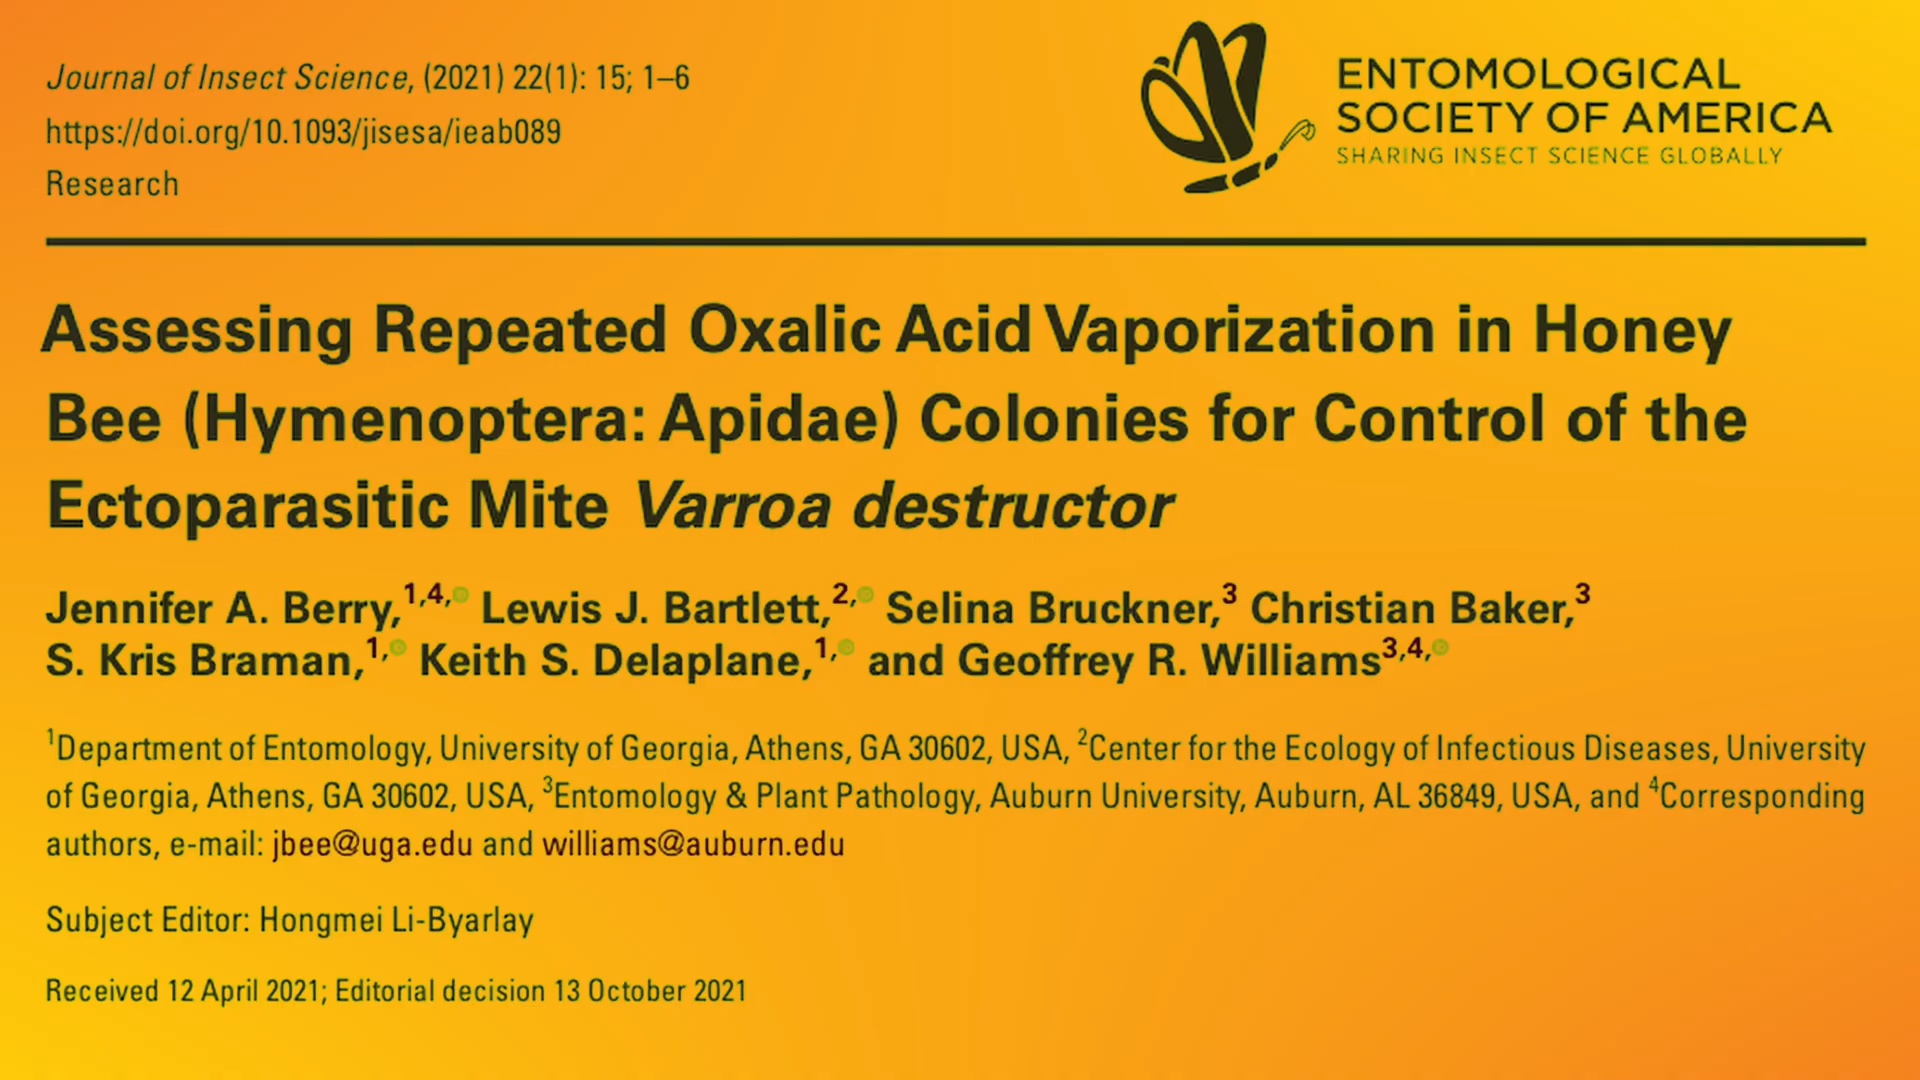 Journal of Insect Science, (2021) 22(1): 15; 1–6
https://doi.org/10.1093/jisesa/ieab089
Research
ENTOMOLOGICAL
SOCIETY OF AMERICA
SHARING INSECT SCIENCE GLOBALLY
Assessing Repeated Oxalic Acid Vaporization in Honey
Bee (Hymenoptera: Apidae) Colonies for Control of the
Ectoparasitic Mite Varroa destructor
Jennifer A. Berry,1,4, Lewis J. Bartlett,2, Selina Bruckner,3 Christian Baker,3
S. Kris Braman,1, Keith S. Delaplane,1, and Geoffrey R. Williams3,4,
1Department of Entomology, University of Georgia, Athens, GA 30602, USA, 2Center for the Ecology of Infectious Diseases, University
of Georgia, Athens, GA 30602, USA, 3Entomology & Plant Pathology, Auburn University, Auburn, AL 36849, USA, and 4Corresponding
authors, e-mail: jbee@uga.edu and williams@auburn.edu
Subject Editor: Hongmei Li-Byarlay
Received 12 April 2021; Editorial decision 13 October 2021